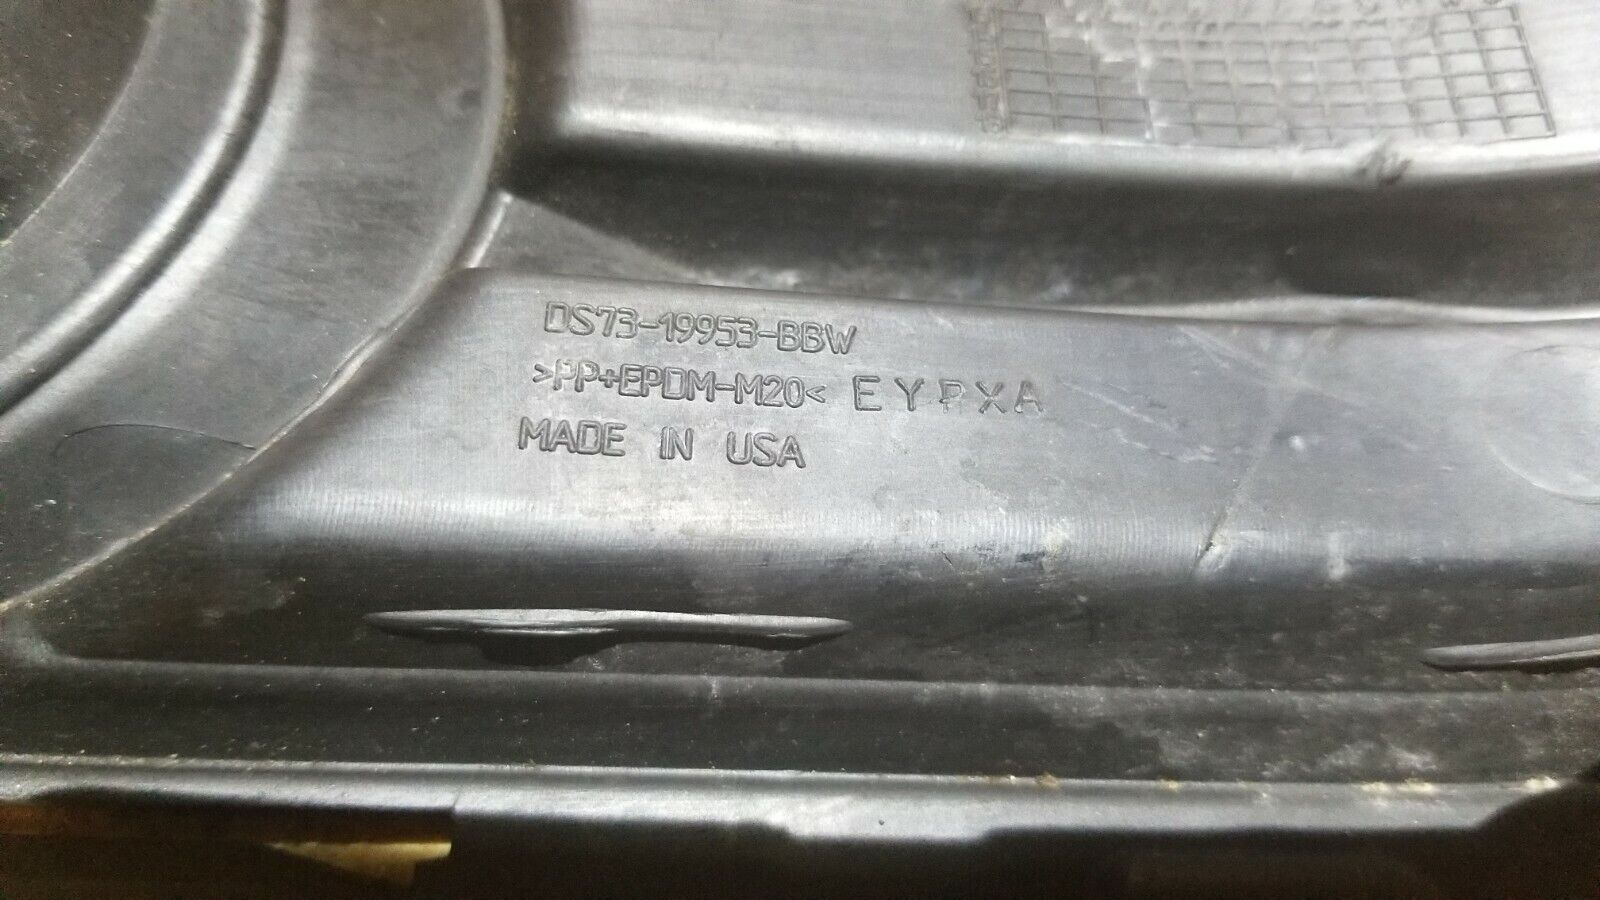 DS73-19953-BBW
>PP+EPDM-M20< EYPXA
MADE IN USA